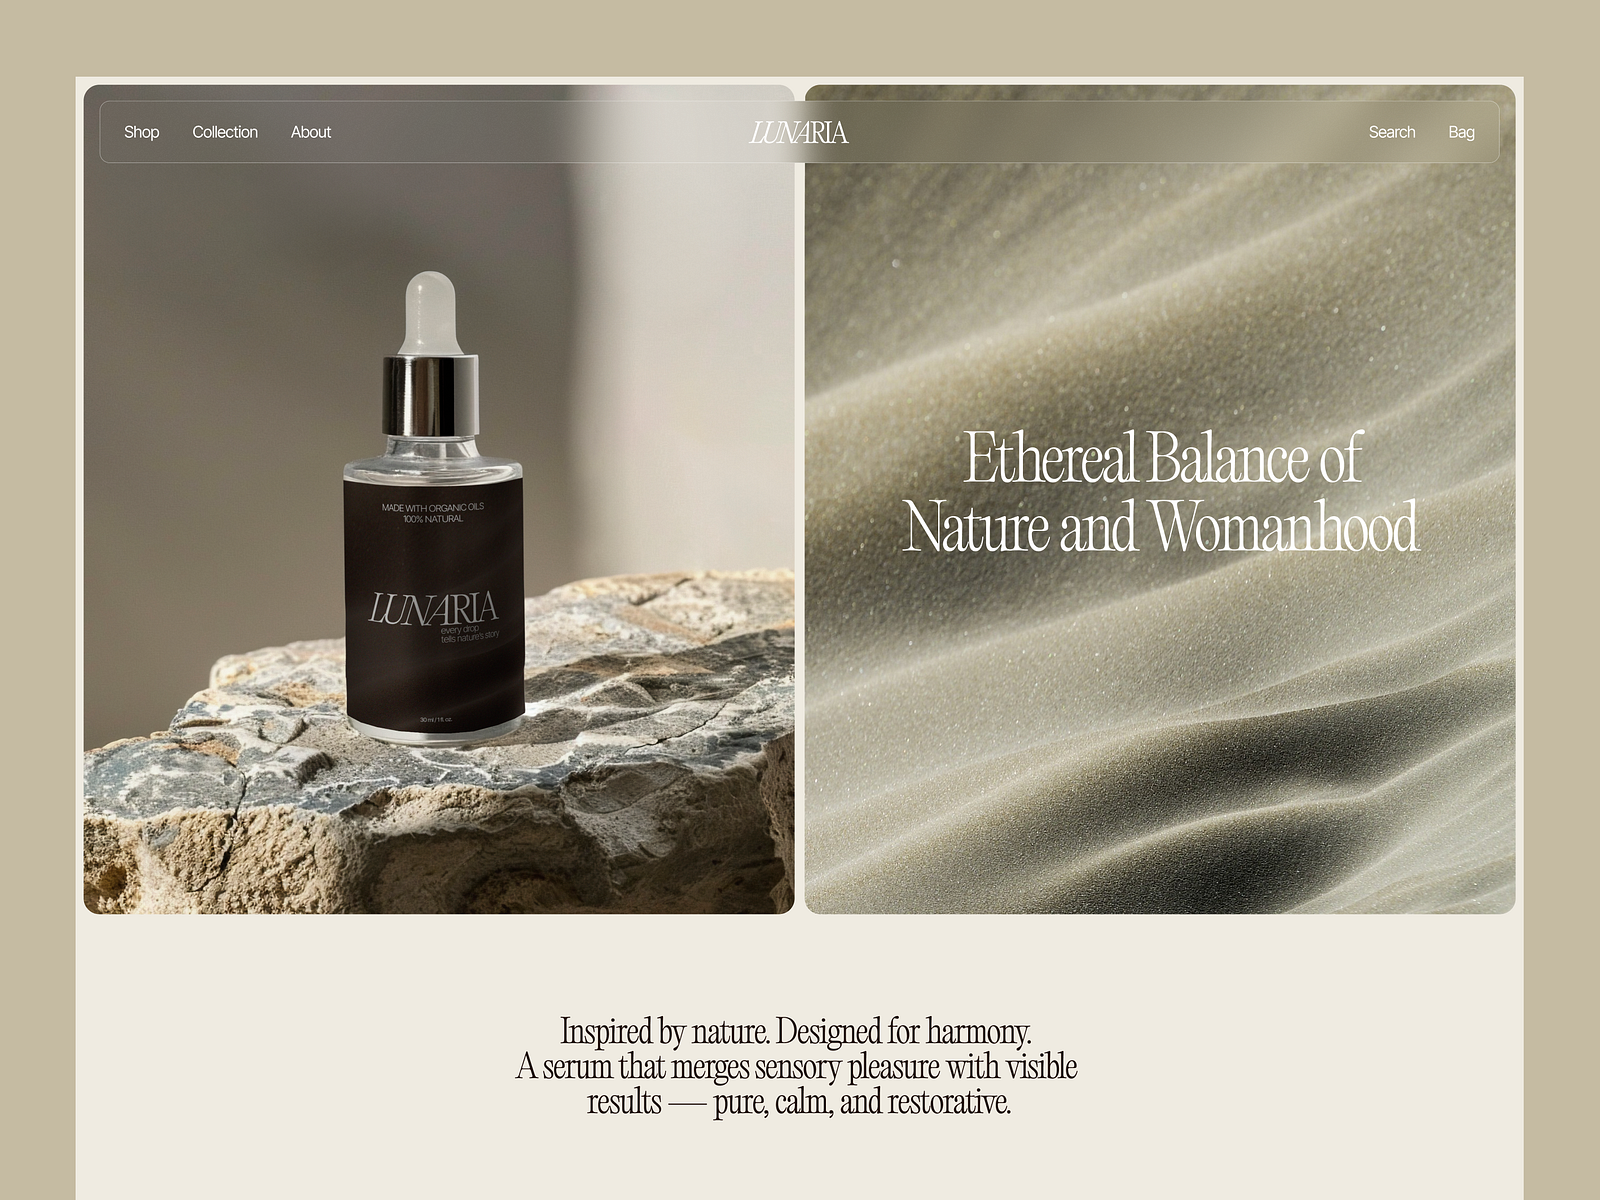 Shop Collection About LUNARIA Search Bag
MADE WITH ORGANIC OILS
100% NATURAL
LUNARIA
every drop
tells nature's story
30 ml / 1 fl. oz.
Ethereal Balance of
Nature and Womanhood
Inspired by nature. Designed for harmony.
A serum that merges sensory pleasure with visible
results — pure, calm, and restorative.